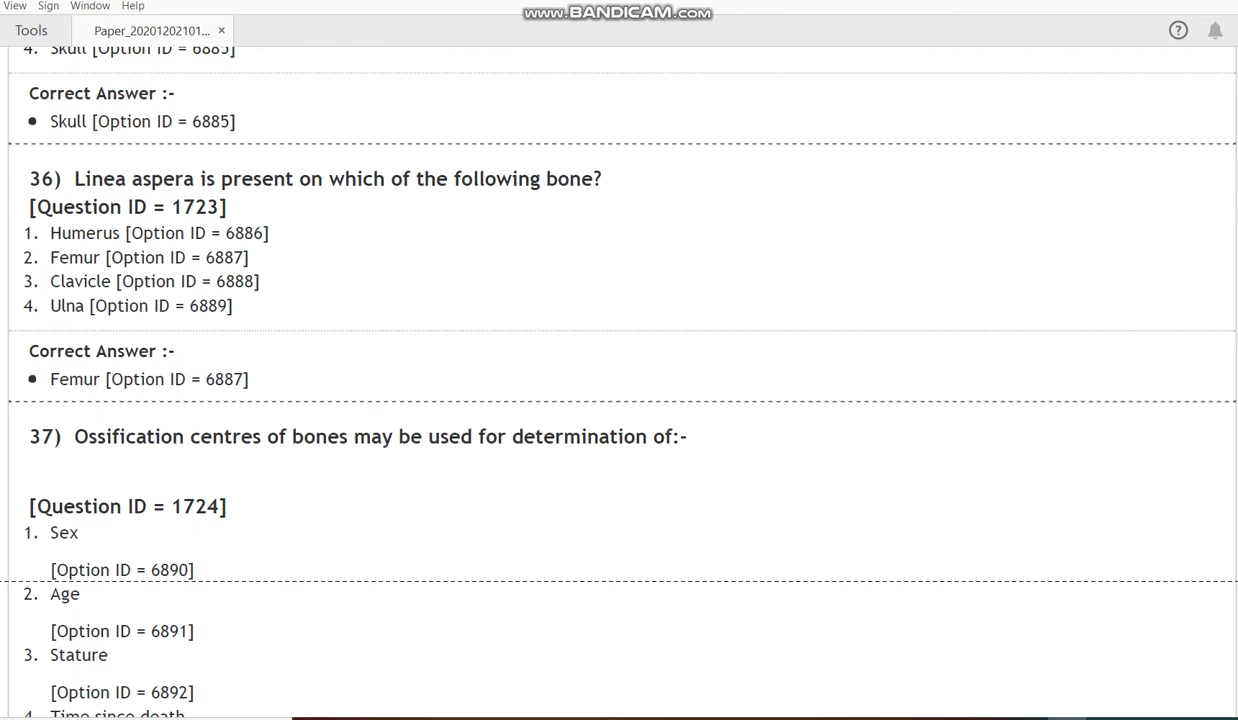 View Sign Window Help
www.BANDICAM.com
Tools Paper_20201202101... ×
4. Skull [Option ID = 6885]
Correct Answer :-
• Skull [Option ID = 6885]
36) Linea aspera is present on which of the following bone?
[Question ID = 1723]
1. Humerus [Option ID = 6886]
2. Femur [Option ID = 6887]
3. Clavicle [Option ID = 6888]
4. Ulna [Option ID = 6889]
Correct Answer :-
• Femur [Option ID = 6887]
37) Ossification centres of bones may be used for determination of:-
[Question ID = 1724]
1. Sex
[Option ID = 6890]
2. Age
[Option ID = 6891]
3. Stature
[Option ID = 6892]
4. Time since death